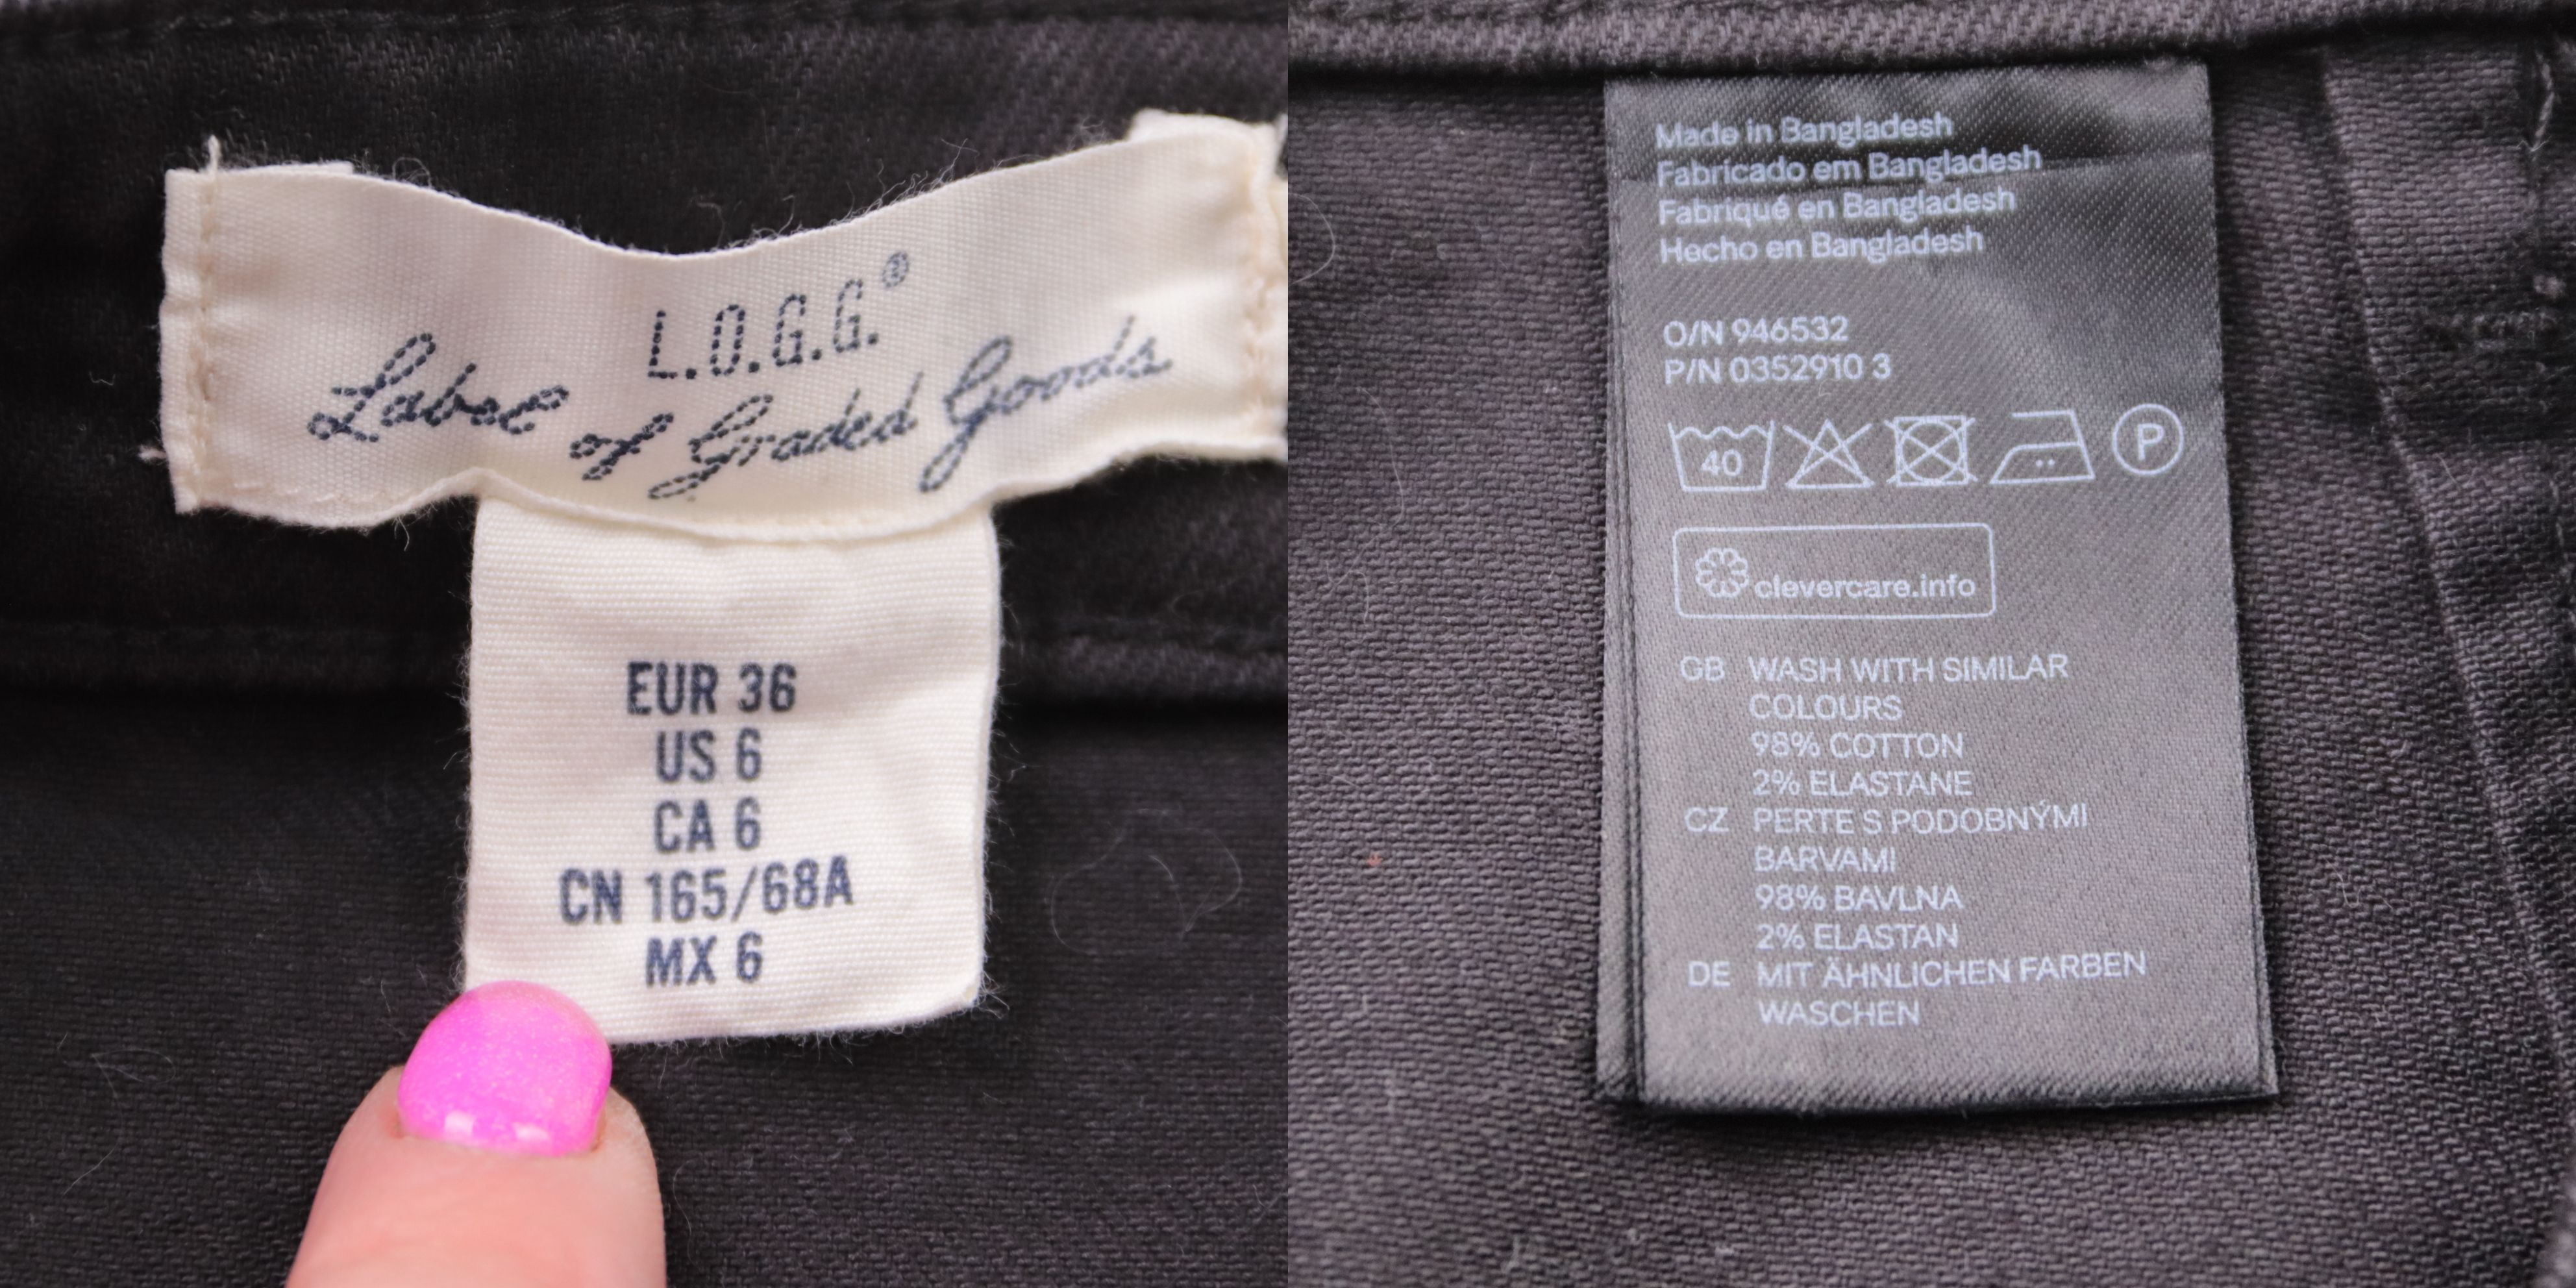 L.O.G.G.®
Label of Graded Goods
EUR 36
US 6
CA 6
CN 165/68A
MX 6
Made in Bangladesh
Fabricado em Bangladesh
Fabriqué en Bangladesh
Hecho en Bangladesh
O/N 946532
P/N 0352910 3
40 P
clevercare.info
GB WASH WITH SIMILAR
COLOURS
98% COTTON
2% ELASTANE
CZ PERTE S PODOBNÝMI
BARVAMI
98% BAVLNA
2% ELASTAN
DE MIT ÄHNLICHEN FARBEN
WASCHEN